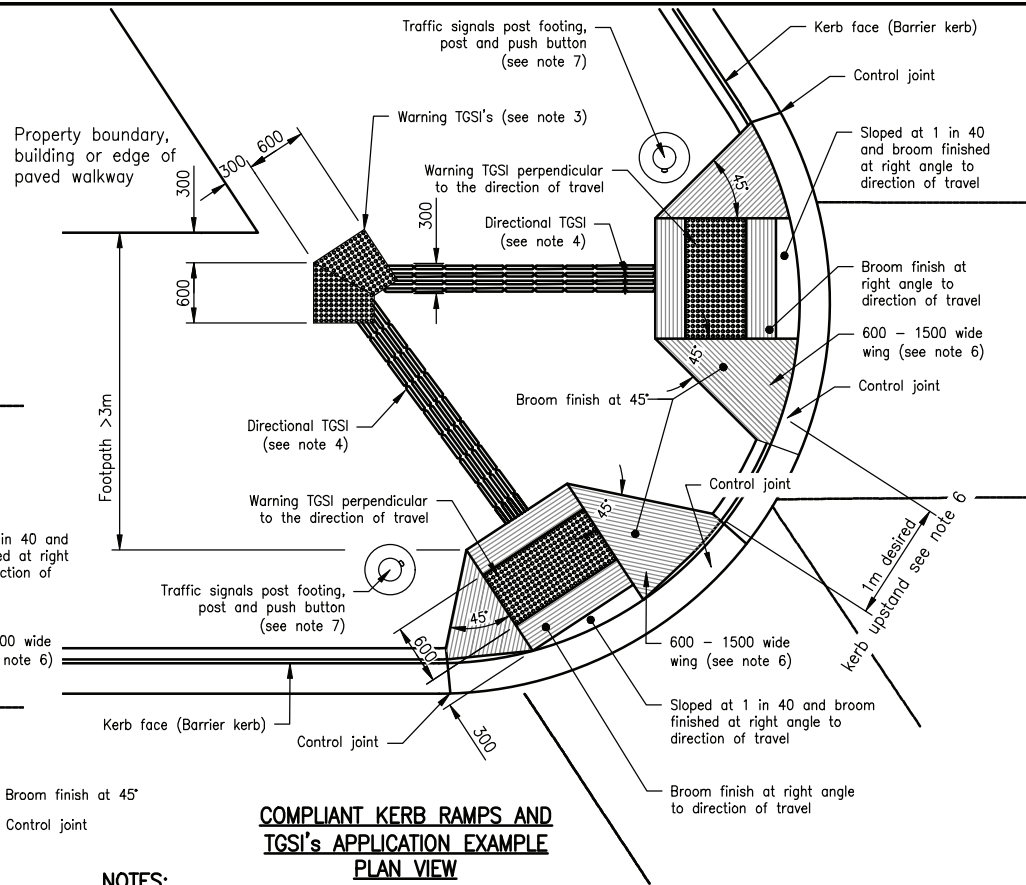 Traffic signals post footing,
post and push button
(see note 7)
Kerb face (Barrier kerb)
Control joint
Warning TGSI's (see note 3)
Property boundary,
building or edge of
paved walkway
600
300
300
Sloped at 1 in 40
and broom finished
at right angle to
direction of travel
Warning TGSI perpendicular
to the direction of travel
45°
300
Directional TGSI
(see note 4)
600
Broom finish at
right angle to
direction of travel
600 - 1500 wide
wing (see note 6)
45°
Control joint
Broom finish at 45°
Footpath >3m
Directional TGSI
(see note 4)
Control joint
Warning TGSI perpendicular
to the direction of travel
45°
1m desired
kerb upstand see note 6
in 40 and
ed at right
ction of
Traffic signals post footing,
post and push button
(see note 7)
45°
600
00 wide
note 6)
600 - 1500 wide
wing (see note 6)
Kerb face (Barrier kerb)
Control joint
300
Sloped at 1 in 40 and broom
finished at right angle to
direction of travel
Broom finish at 45°
Control joint
Broom finish at right angle
to direction of travel
COMPLIANT KERB RAMPS AND
TGSI's APPLICATION EXAMPLE
PLAN VIEW
NOTES: